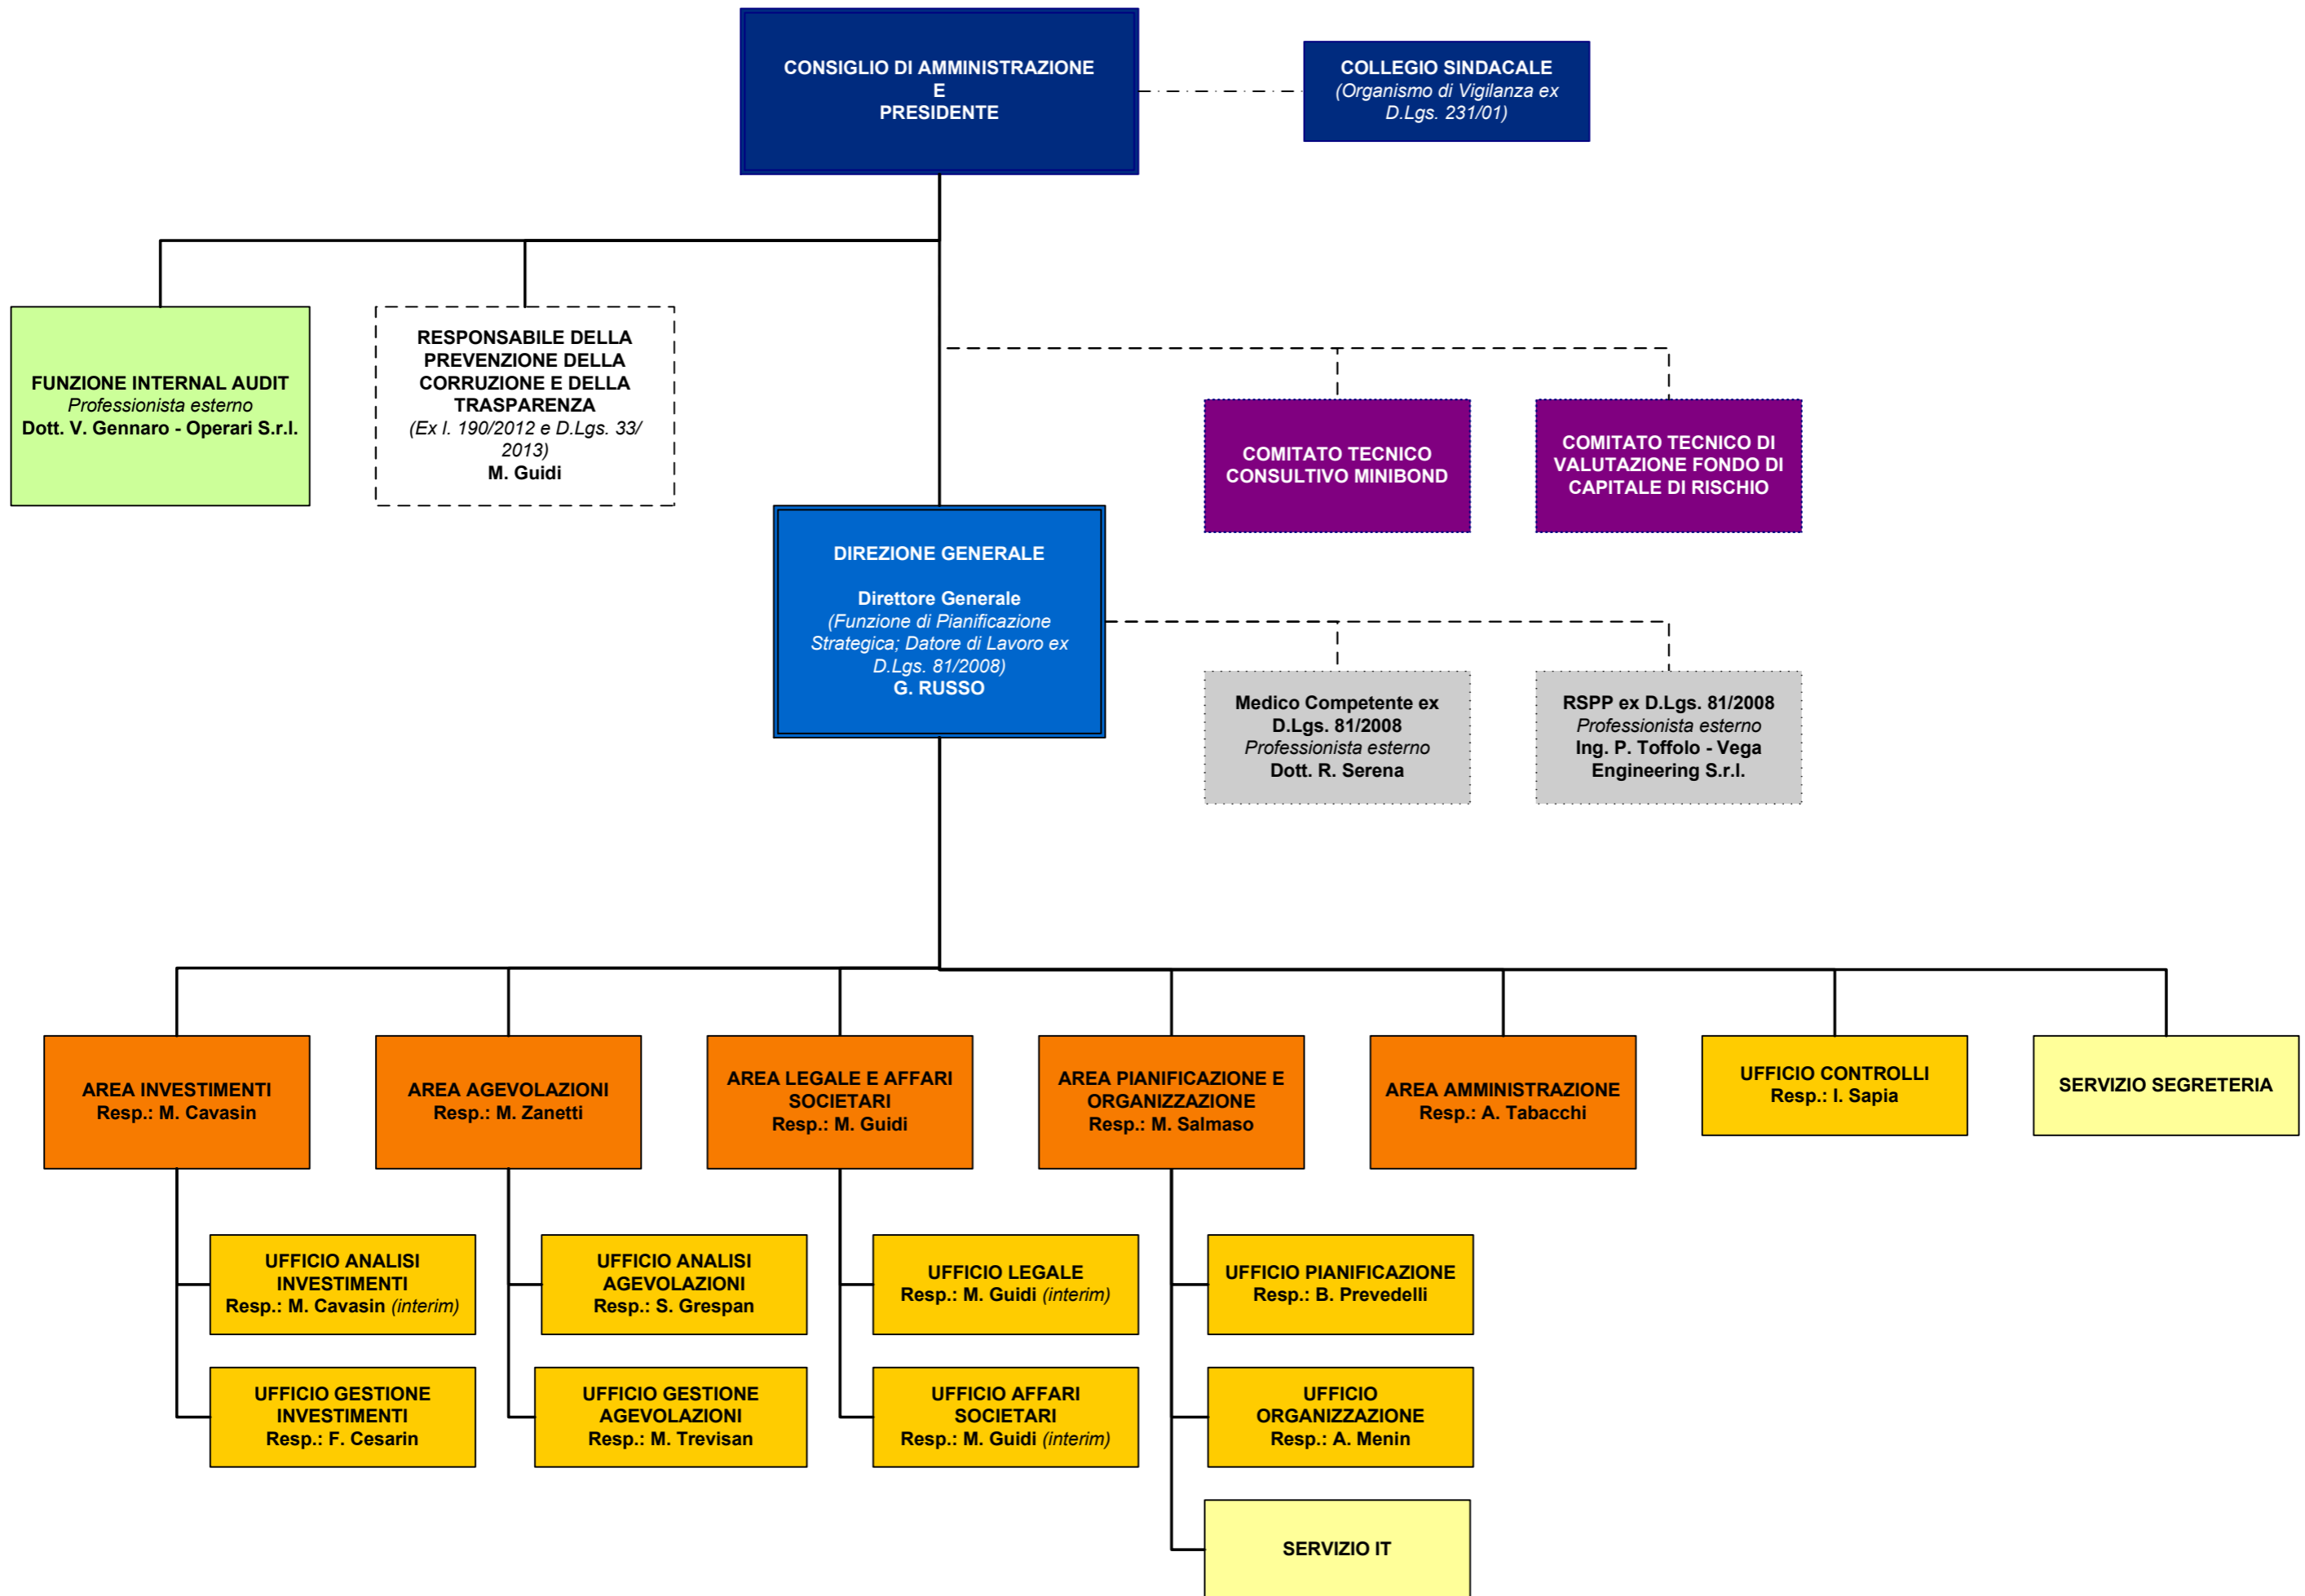 CONSIGLIO DI AMMINISTRAZIONE
E
PRESIDENTE
COLLEGIO SINDACALE
(Organismo di Vigilanza ex
D.Lgs. 231/01)
FUNZIONE INTERNAL AUDIT
Professionista esterno
Dott. V. Gennaro - Operari S.r.l.
RESPONSABILE DELLA
PREVENZIONE DELLA
CORRUZIONE E DELLA
TRASPARENZA
(Ex l. 190/2012 e D.Lgs. 33/
2013)
M. Guidi
COMITATO TECNICO
CONSULTIVO MINIBOND
COMITATO TECNICO DI
VALUTAZIONE FONDO DI
CAPITALE DI RISCHIO
DIREZIONE GENERALE
Direttore Generale
(Funzione di Pianificazione
Strategica; Datore di Lavoro ex
D.Lgs. 81/2008)
G. RUSSO
Medico Competente ex
D.Lgs. 81/2008
Professionista esterno
Dott. R. Serena
RSPP ex D.Lgs. 81/2008
Professionista esterno
Ing. P. Toffolo - Vega
Engineering S.r.l.
AREA INVESTIMENTI
Resp.: M. Cavasin
AREA AGEVOLAZIONI
Resp.: M. Zanetti
AREA LEGALE E AFFARI
SOCIETARI
Resp.: M. Guidi
AREA PIANIFICAZIONE E
ORGANIZZAZIONE
Resp.: M. Salmaso
AREA AMMINISTRAZIONE
Resp.: A. Tabacchi
UFFICIO CONTROLLI
Resp.: I. Sapia
SERVIZIO SEGRETERIA
UFFICIO ANALISI
INVESTIMENTI
Resp.: M. Cavasin (interim)
UFFICIO ANALISI
AGEVOLAZIONI
Resp.: S. Grespan
UFFICIO LEGALE
Resp.: M. Guidi (interim)
UFFICIO PIANIFICAZIONE
Resp.: B. Prevedelli
UFFICIO GESTIONE
INVESTIMENTI
Resp.: F. Cesarin
UFFICIO GESTIONE
AGEVOLAZIONI
Resp.: M. Trevisan
UFFICIO AFFARI
SOCIETARI
Resp.: M. Guidi (interim)
UFFICIO
ORGANIZZAZIONE
Resp.: A. Menin
SERVIZIO IT